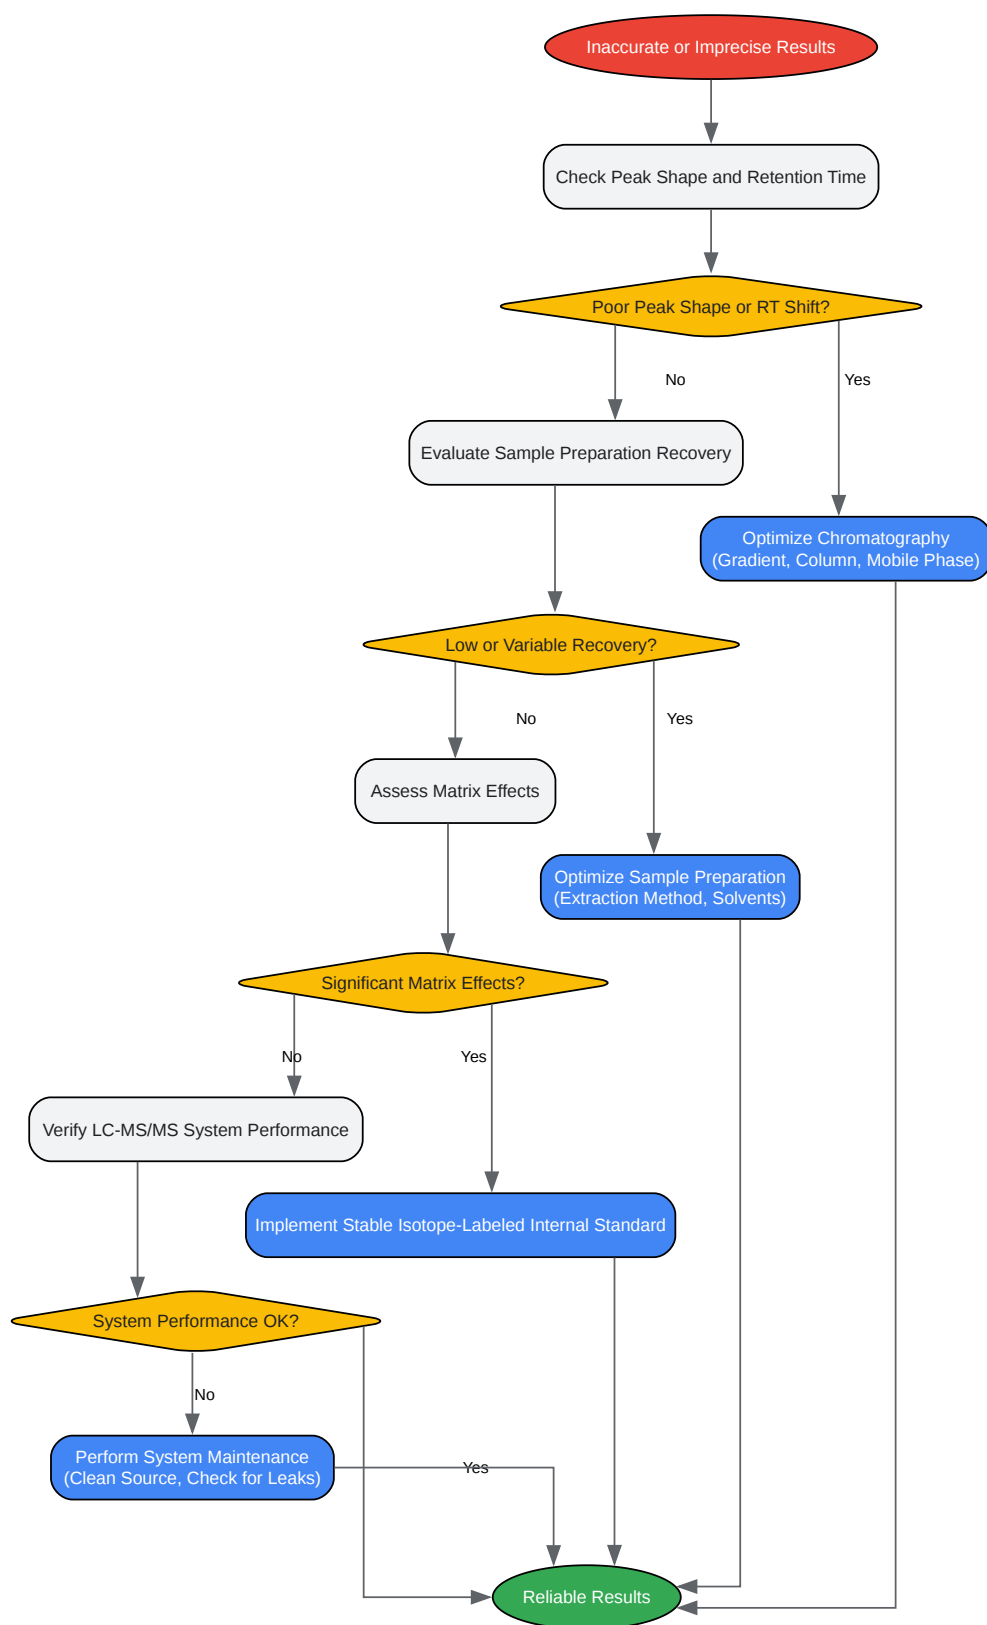 Inaccurate or Imprecise Results
Check Peak Shape and Retention Time
Poor Peak Shape or RT Shift?
No
Yes
Evaluate Sample Preparation Recovery
Optimize Chromatography
(Gradient, Column, Mobile Phase)
Low or Variable Recovery?
No
Yes
Assess Matrix Effects
Optimize Sample Preparation
(Extraction Method, Solvents)
Significant Matrix Effects?
No
Yes
Verify LC-MS/MS System Performance
Implement Stable Isotope-Labeled Internal Standard
System Performance OK?
No
Perform System Maintenance
(Clean Source, Check for Leaks)
Yes
Reliable Results